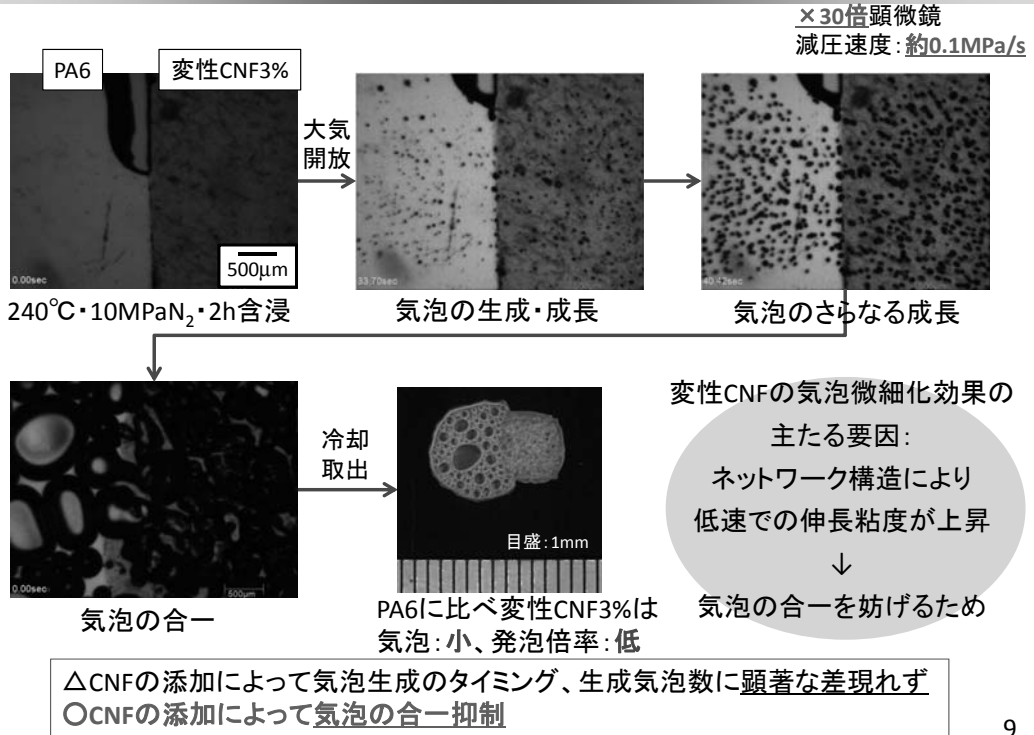 ×30倍顕微鏡
減圧速度：約0.1MPa/s
PA6
変性CNF3%
大気
開放
500μm
0.00sec
33.70sec
40.42sec
240℃・10MPaN₂・2h含浸
気泡の生成・成長
気泡のさらなる成長
冷却
取出
0.00sec
500μm
目盛：1mm
気泡の合一
PA6に比べ変性CNF3%は
気泡：小、発泡倍率：低
変性CNFの気泡微細化効果の
主たる要因：
ネットワーク構造により
低速での伸長粘度が上昇
↓
気泡の合一を妨げるため
△CNFの添加によって気泡生成のタイミング、生成気泡数に顕著な差現れず
〇CNFの添加によって気泡の合一抑制
9